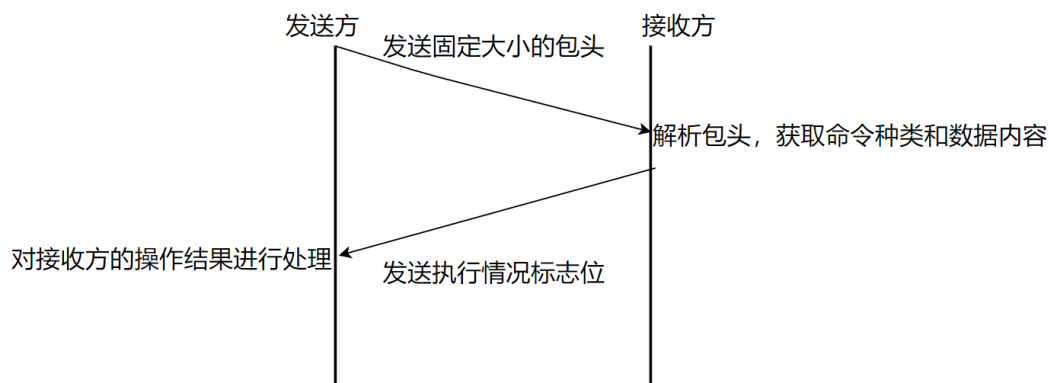 发送方
接收方
发送固定大小的包头
解析包头，获取命令种类和数据内容
对接收方的操作结果进行处理
发送执行情况标志位